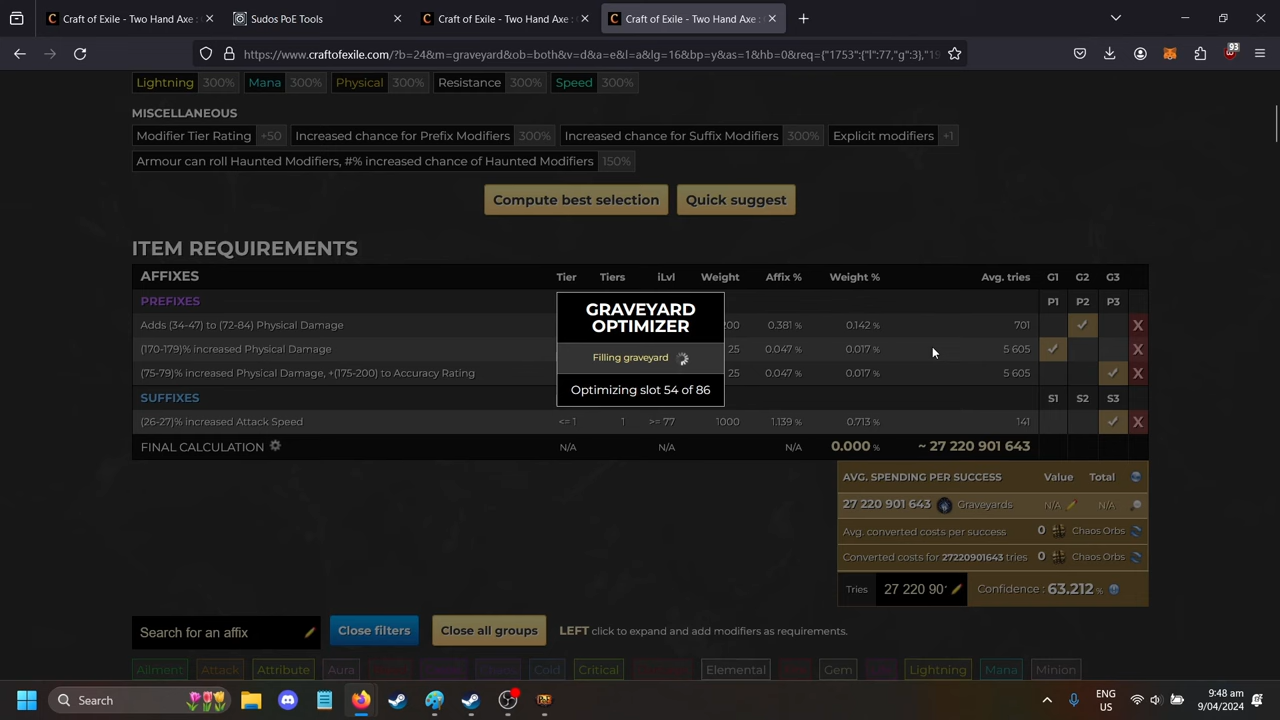 Craft of Exile - Two Hand Axe :
Sudos PoE Tools
Craft of Exile - Two Hand Axe :
Craft of Exile - Two Hand Axe :
https://www.craftofexile.com/?b=24&m=graveyard&ob=both&v=d&a=e&l=a&lg=16&bp=y&as=1&hb=0&req={"1753":{"l":77,"g":3},"19
93
Lightning 300% Mana 300% Physical 300% Resistance 300% Speed 300%
MISCELLANEOUS
Modifier Tier Rating +50 Increased chance for Prefix Modifiers 300% Increased chance for Suffix Modifiers 300% Explicit modifiers +1
Armour can roll Haunted Modifiers, #% increased chance of Haunted Modifiers 150%
Compute best selection Quick suggest
ITEM REQUIREMENTS
AFFIXES Tier Tiers iLvl Weight Affix % Weight % Avg. tries G1 G2 G3
PREFIXES P1 P2 P3
Adds (34-47) to (72-84) Physical Damage 0.381 % 0.142 % 701 X
(170-179)% increased Physical Damage 25 0.047 % 0.017 % 5 605 X
(75-79)% increased Physical Damage, +(175-200) to Accuracy Rating 25 0.047 % 0.017 % 5 605 X
GRAVEYARD
OPTIMIZER
Filling graveyard
Optimizing slot 54 of 86
SUFFIXES S1 S2 S3
(26-27)% increased Attack Speed <= 1 1 >= 77 1000 1.139 % 0.713 % 141 X
FINAL CALCULATION N/A N/A N/A 0.000 % ~ 27 220 901 643
AVG. SPENDING PER SUCCESS Value Total
27 220 901 643 Graveyards N/A N/A
Avg. converted costs per success 0 Chaos Orbs
Converted costs for 27220901643 tries 0 Chaos Orbs
Tries 27 220 90 Confidence : 63.212 %
Search for an affix Close filters Close all groups LEFT click to expand and add modifiers as requirements.
Ailment Attack Attribute Aura Cold Critical Elemental Gem Lightning Mana Minion
Search
ENG
US
9:48 am
9/04/2024